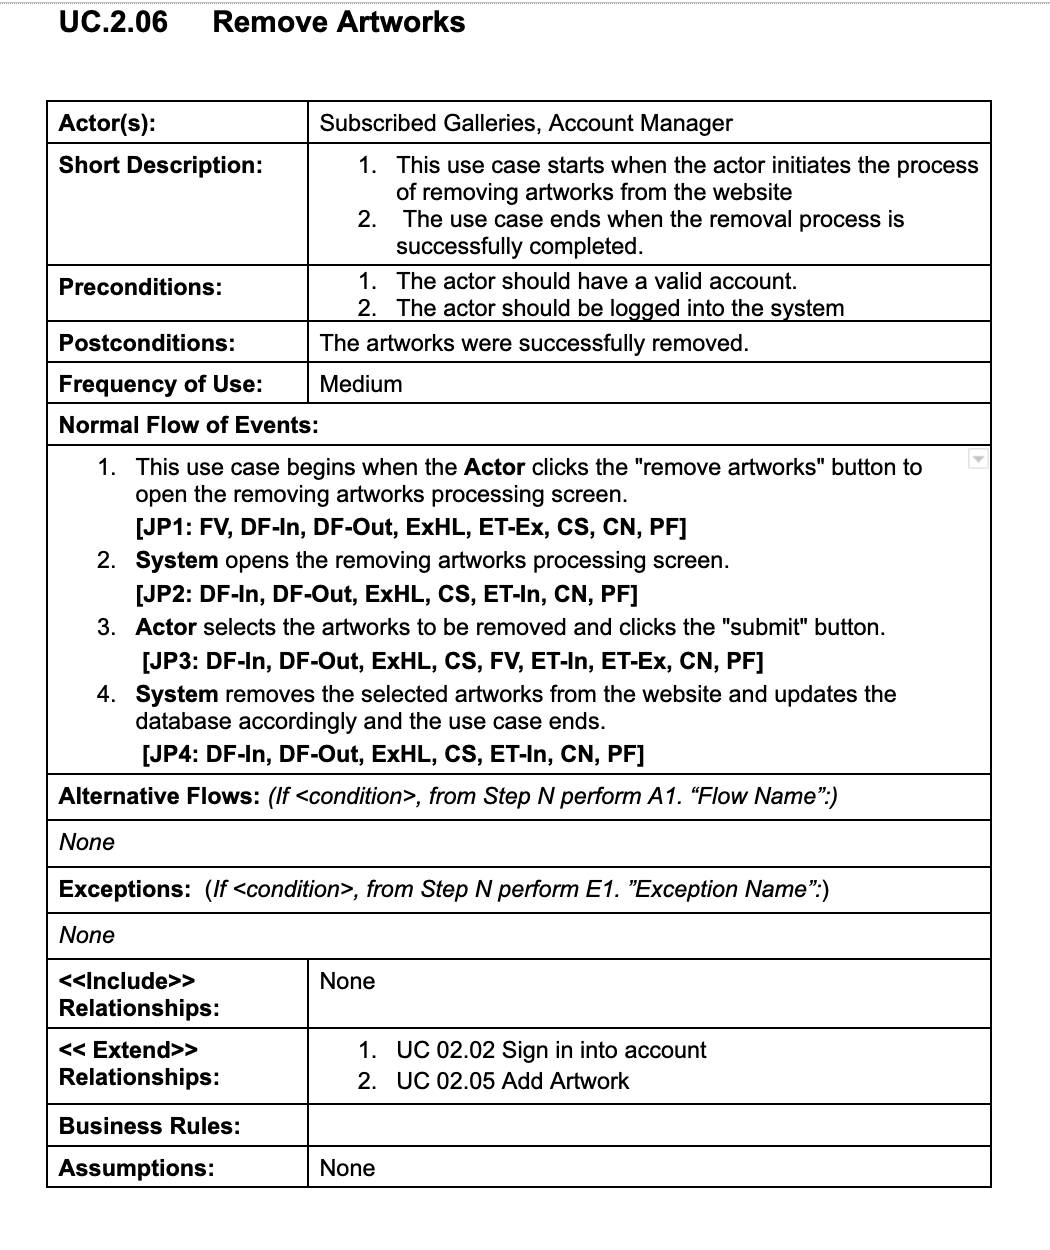 UC.2.06 Remove Artworks
Actor(s): Subscribed Galleries, Account Manager
Short Description: 1. This use case starts when the actor initiates the process
of removing artworks from the website
2. The use case ends when the removal process is
successfully completed.
Preconditions: 1. The actor should have a valid account.
2. The actor should be logged into the system
Postconditions: The artworks were successfully removed.
Frequency of Use: Medium
Normal Flow of Events:
1. This use case begins when the Actor clicks the "remove artworks" button to
open the removing artworks processing screen.
[JP1: FV, DF-In, DF-Out, ExHL, ET-Ex, CS, CN, PF]
2. System opens the removing artworks processing screen.
[JP2: DF-In, DF-Out, ExHL, CS, ET-In, CN, PF]
3. Actor selects the artworks to be removed and clicks the "submit" button.
[JP3: DF-In, DF-Out, ExHL, CS, FV, ET-In, ET-Ex, CN, PF]
4. System removes the selected artworks from the website and updates the
database accordingly and the use case ends.
[JP4: DF-In, DF-Out, ExHL, CS, ET-In, CN, PF]
Alternative Flows: (If <condition>, from Step N perform A1. “Flow Name”:)
None
Exceptions: (If <condition>, from Step N perform E1. ”Exception Name”:)
None
<<Include>> None
Relationships:
<< Extend>> 1. UC 02.02 Sign in into account
Relationships: 2. UC 02.05 Add Artwork
Business Rules:
Assumptions: None